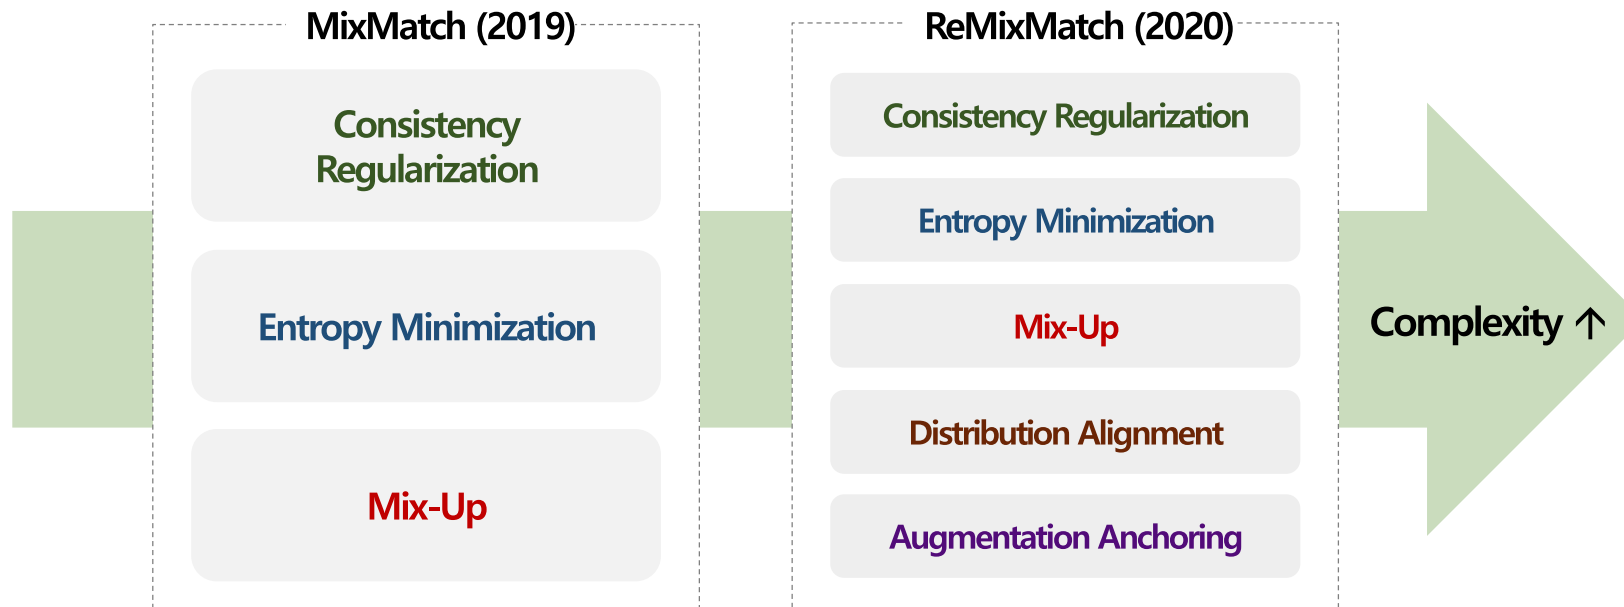 MixMatch (2019)
Consistency
Regularization
Entropy Minimization
Mix-Up
ReMixMatch (2020)
Consistency Regularization
Entropy Minimization
Mix-Up
Distribution Alignment
Augmentation Anchoring
Complexity ↑